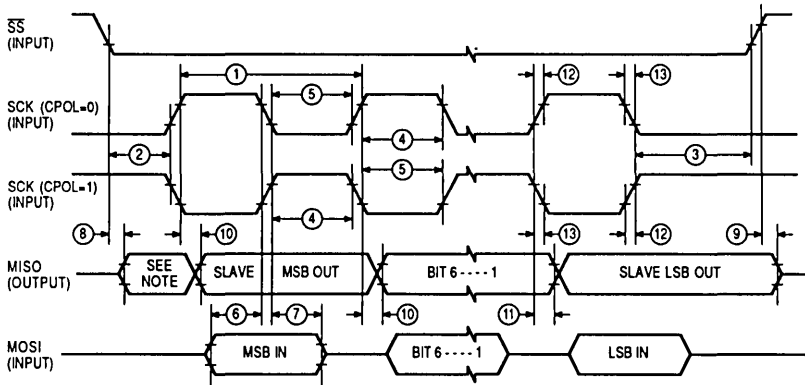 SS
(INPUT)
12 13
1
SCK (CPOL=0)
(INPUT)
5
4
2
3
5
SCK (CPOL=1)
(INPUT)
4
8
10
13
12
9
MISO
(OUTPUT)
SEE
NOTE
SLAVE MSB OUT
BIT 6 - - - - 1
SLAVE LSB OUT
6 7
10
11
MOSI
(INPUT)
MSB IN
BIT 6 - - - - 1
LSB IN